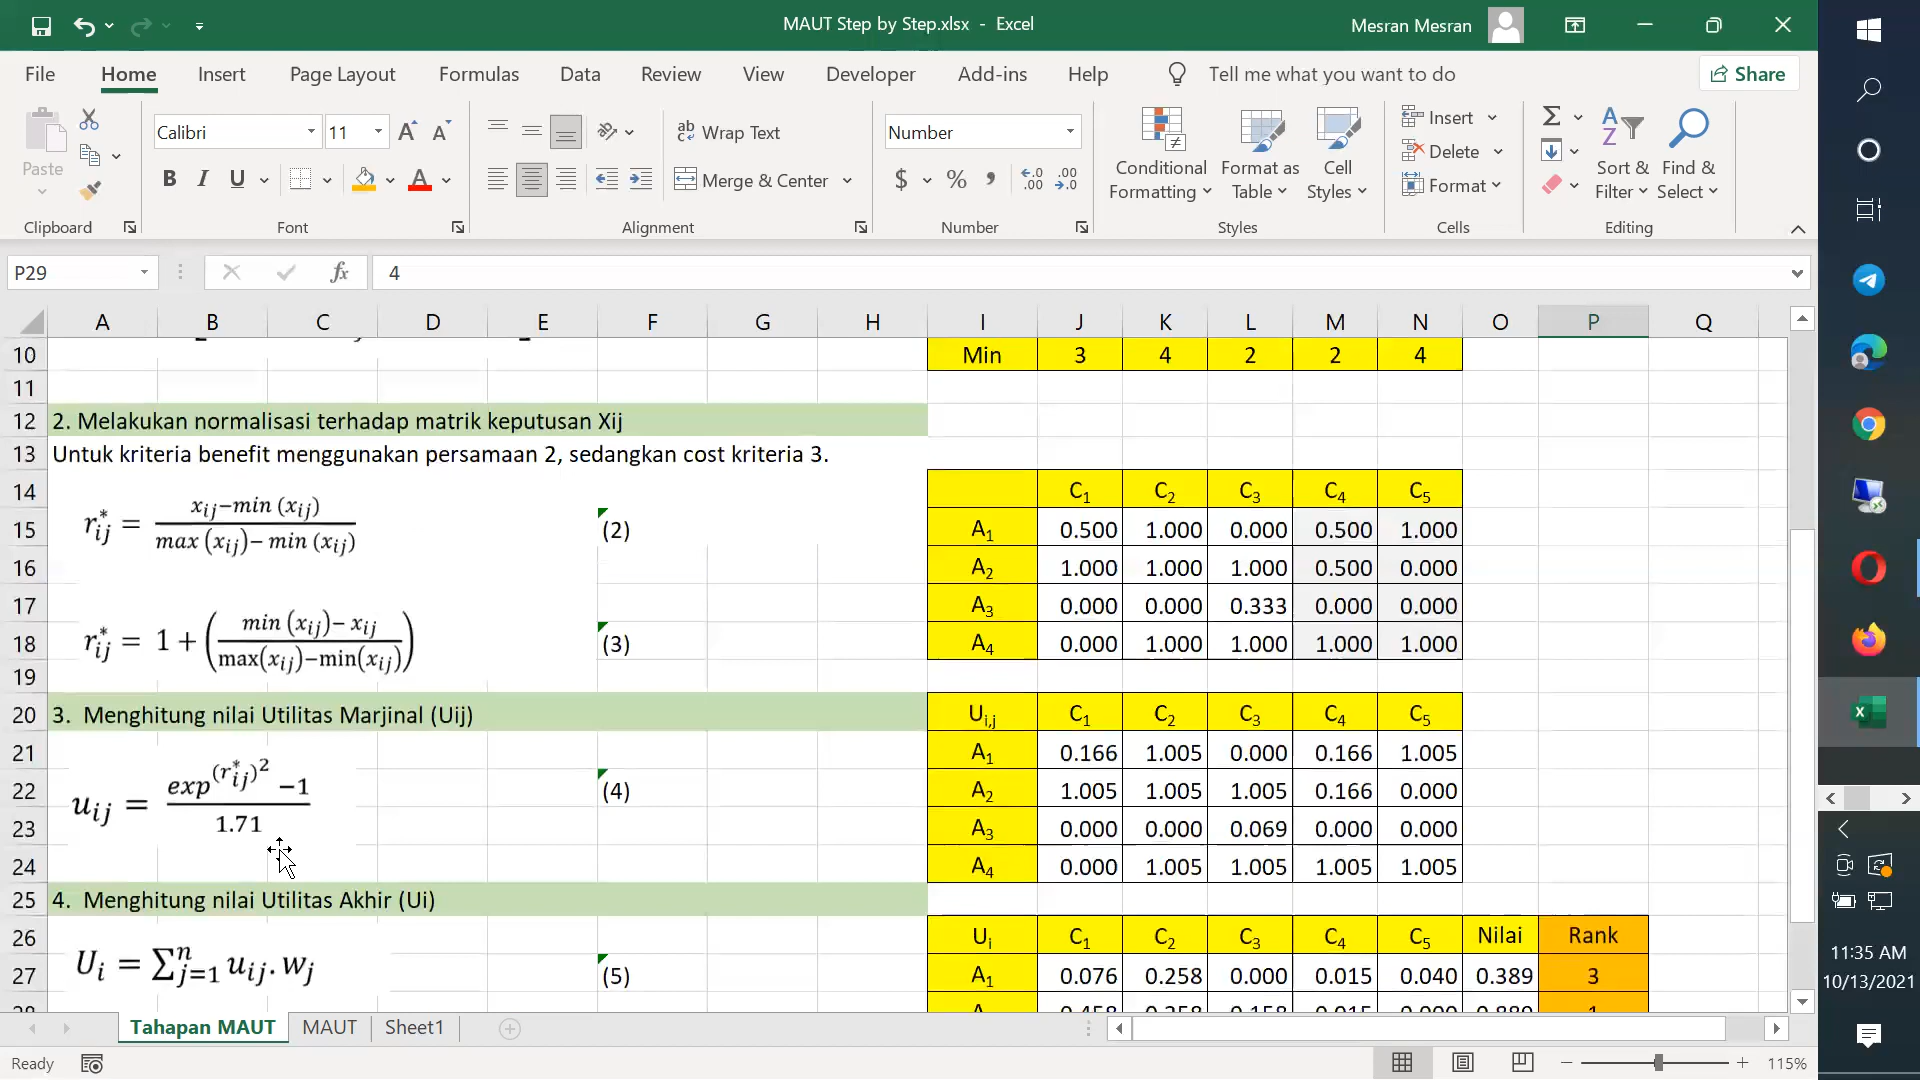 MAUT Step by Step.xlsx - Excel
Mesran Mesran
File Home Insert Page Layout Formulas Data Review View Developer Add-ins Help Tell me what you want to do Share
Paste
Clipboard
Calibri 11
B I U A
Font
Wrap Text
Merge & Center
Alignment
Number
$ % , .00 .00
Number
Conditional Formatting
Format as Table
Cell Styles
Styles
Insert
Delete
Format
Cells
Sort & Filter
Find & Select
Editing
P29 fx 4
A B C D E F G H I J K L M N O P Q
10 Min 3 4 2 2 4
11
12 2. Melakukan normalisasi terhadap matrik keputusan Xij
13 Untuk kriteria benefit menggunakan persamaan 2, sedangkan cost kriteria 3.
14 C1 C2 C3 C4 C5
r*ij = xij−min (xij) / max (xij)− min (xij)
15 (2) A1 0.500 1.000 0.000 0.500 1.000
16 A2 1.000 1.000 1.000 0.500 0.000
17 A3 0.000 0.000 0.333 0.000 0.000
r*ij = 1 + (min (xij)− xij / max(xij)−min(xij))
18 (3) A4 0.000 1.000 1.000 1.000 1.000
19
20 3. Menghitung nilai Utilitas Marjinal (Uij) Ui,j C1 C2 C3 C4 C5
21 A1 0.166 1.005 0.000 0.166 1.005
uij = exp(r*ij)2 −1 / 1.71
22 (4) A2 1.005 1.005 1.005 0.166 0.000
23 A3 0.000 0.000 0.069 0.000 0.000
24 A4 0.000 1.005 1.005 1.005 1.005
25 4. Menghitung nilai Utilitas Akhir (Ui)
26 Ui C1 C2 C3 C4 C5 Nilai Rank
Ui = ∑nj=1 uij. wj
27 (5) A1 0.076 0.258 0.000 0.015 0.040 0.389 3
Tahapan MAUT MAUT Sheet1
Ready 115%
11:35 AM
10/13/2021